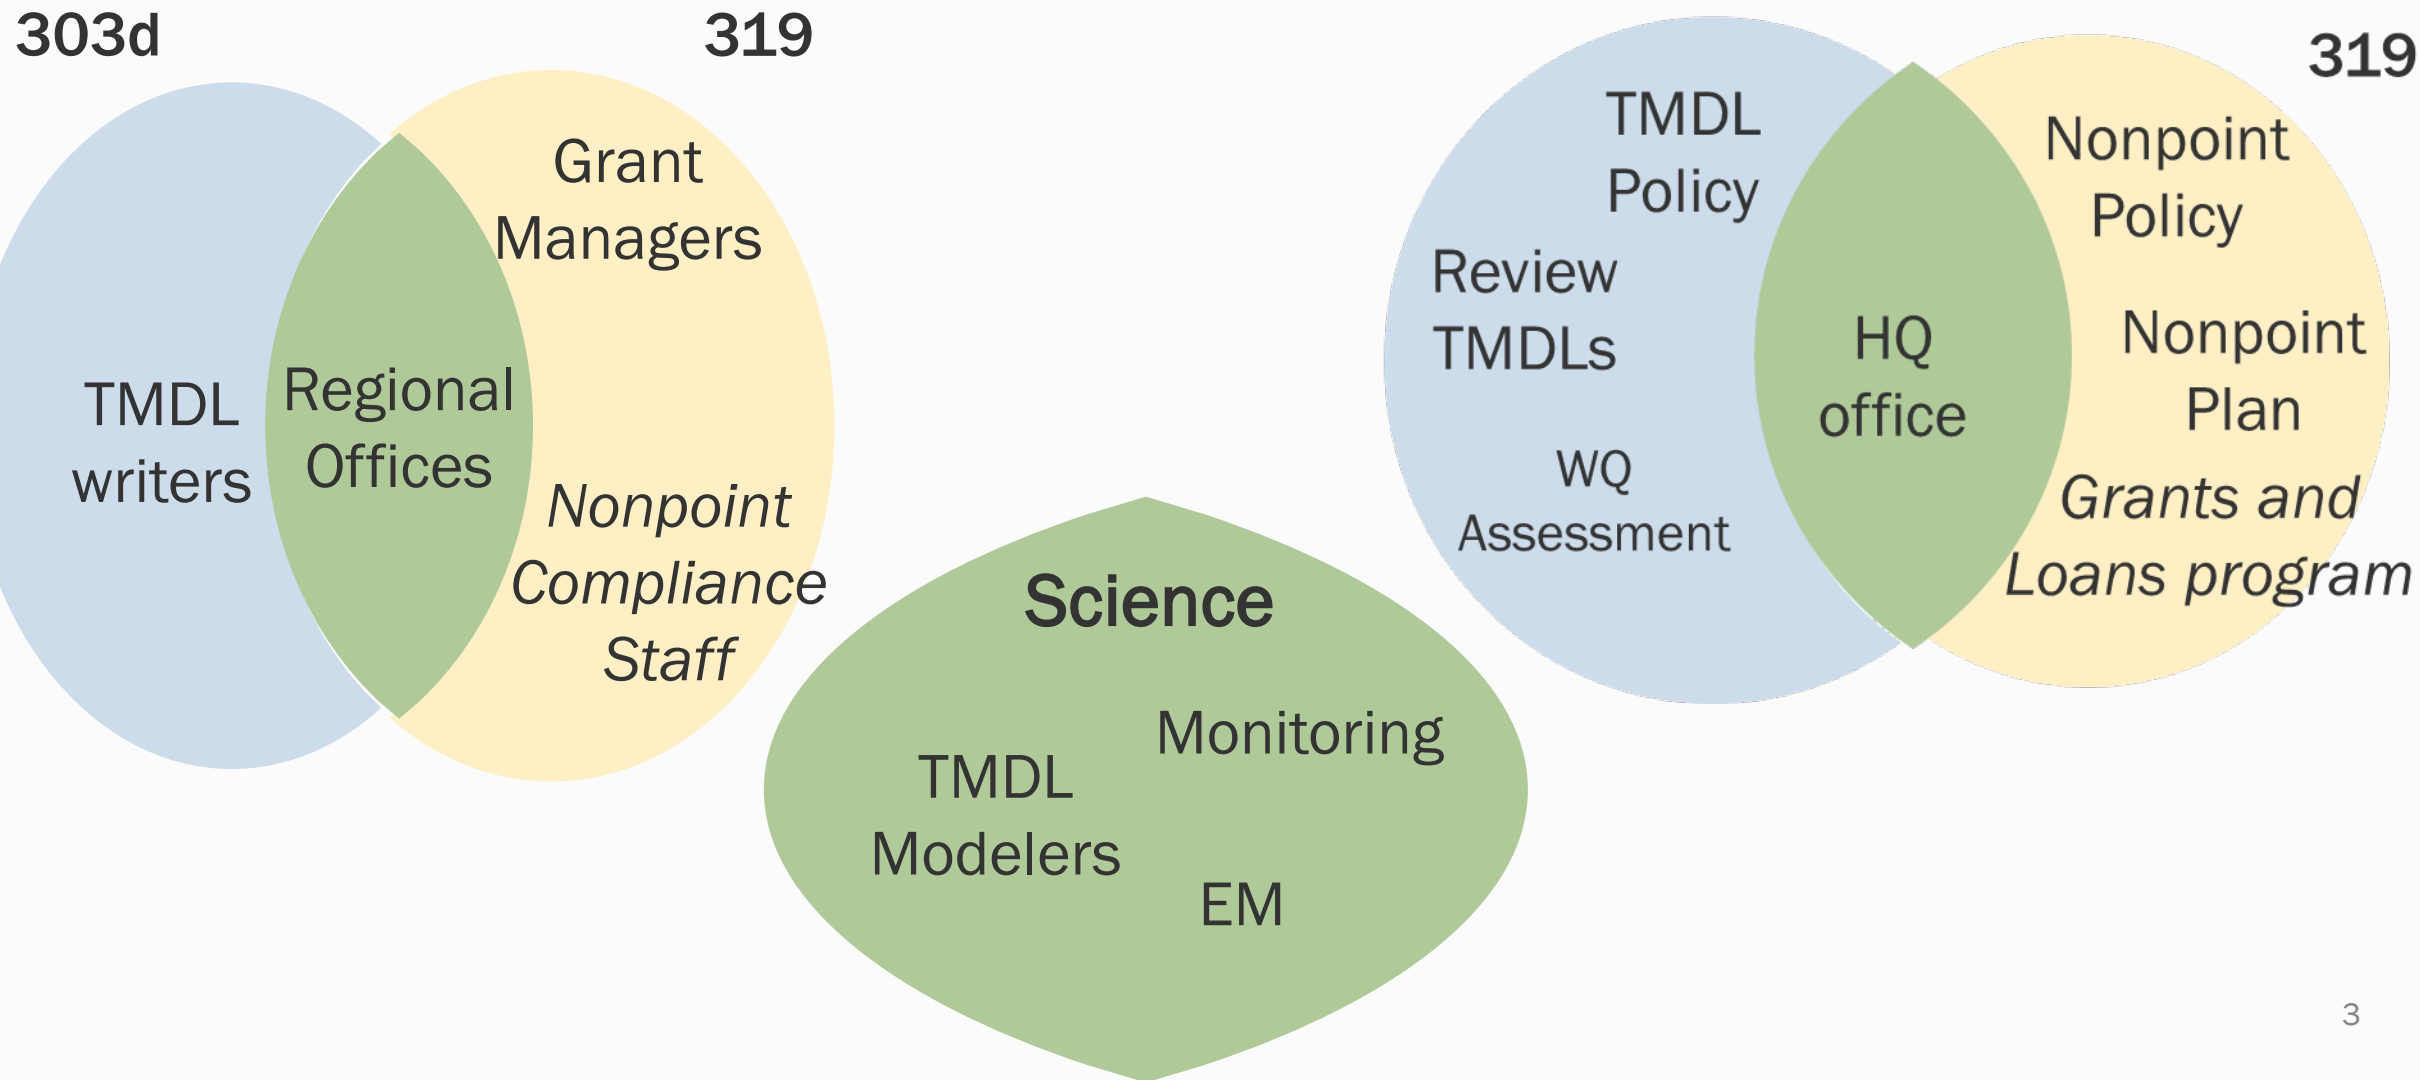 303d
319
TMDL
writers
Regional
Offices
Grant
Managers
Nonpoint
Compliance
Staff
Science
Monitoring
TMDL
Modelers
EM
319
TMDL
Policy
Review
TMDLs
WQ
Assessment
HQ
office
Nonpoint
Policy
Nonpoint
Plan
Grants and
Loans program
3